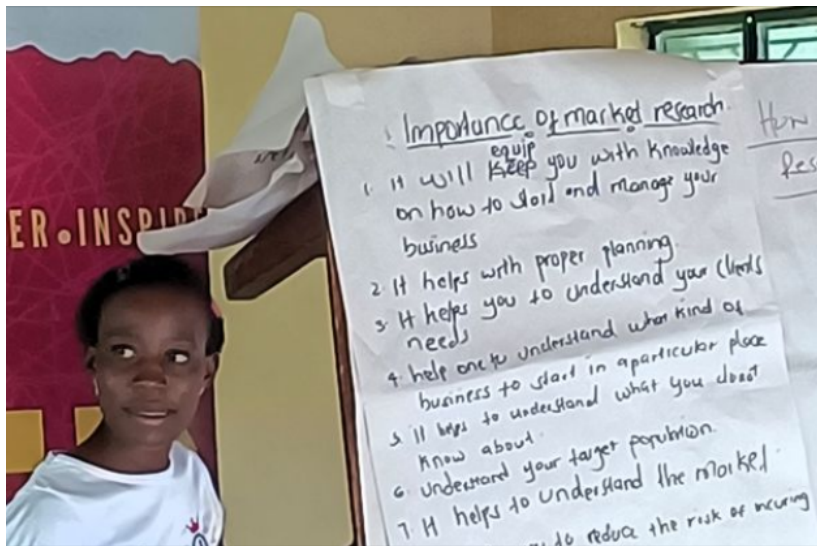 ER.INSPIRE
Importance of market research.
equip
1. It will keep you with knowledge
on how to start and manage your
business
2. It helps with proper planning.
3. It helps you to understand your clients
needs
4. help one to understand what kind of
business to start in a particular place
5. It helps to understand what you donot
know about.
6. understand your target population.
7. It helps to understand the market.
to reduce the risk of incuring
How
Res